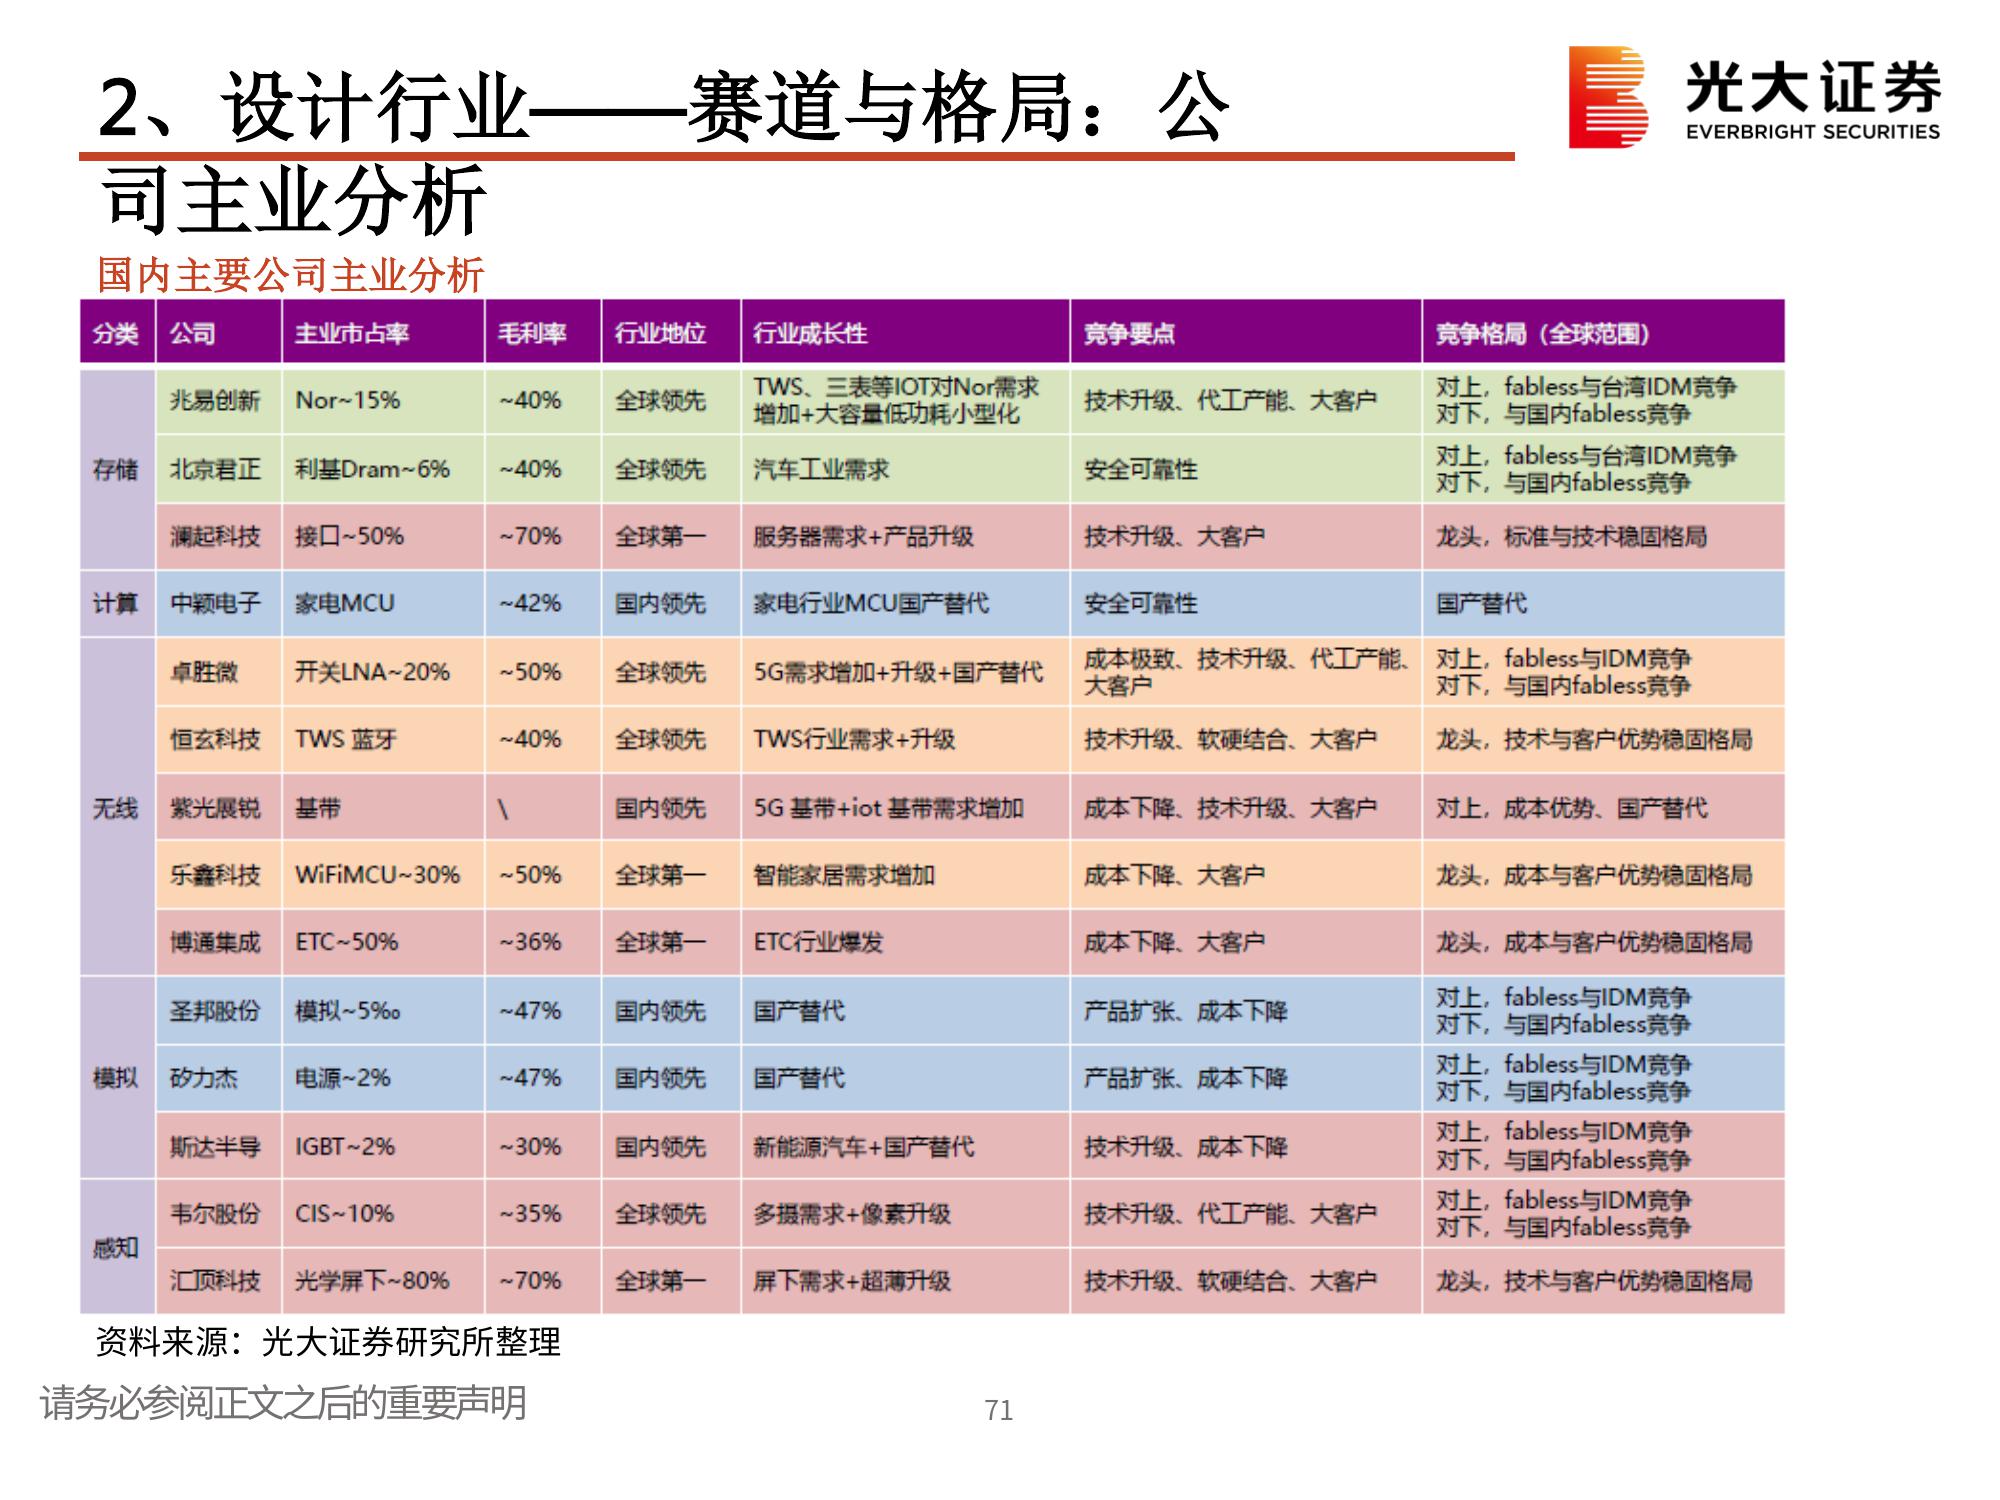 2、设计行业——赛道与格局：公
司主业分析
光大证券
EVERBRIGHT SECURITIES
国内主要公司主业分析
分类 公司 主业市占率 毛利率 行业地位 行业成长性 竞争要点 竞争格局（全球范围）
存储
兆易创新 Nor~15% ~40% 全球领先 TWS、三表等IOT对Nor需求
增加+大容量低功耗小型化 技术升级、代工产能、大客户 对上，fabless与台湾IDM竞争
对下，与国内fabless竞争
北京君正 利基Dram~6% ~40% 全球领先 汽车工业需求 安全可靠性 对上，fabless与台湾IDM竞争
对下，与国内fabless竞争
澜起科技 接口~50% ~70% 全球第一 服务器需求+产品升级 技术升级、大客户 龙头，标准与技术稳固格局
计算 中颖电子 家电MCU ~42% 国内领先 家电行业MCU国产替代 安全可靠性 国产替代
无线
卓胜微 开关LNA~20% ~50% 全球领先 5G需求增加+升级+国产替代 成本极致、技术升级、代工产能、
大客户 对上，fabless与IDM竞争
对下，与国内fabless竞争
恒玄科技 TWS 蓝牙 ~40% 全球领先 TWS行业需求+升级 技术升级、软硬结合、大客户 龙头，技术与客户优势稳固格局
紫光展锐 基带 \ 国内领先 5G 基带+iot 基带需求增加 成本下降、技术升级、大客户 对上，成本优势、国产替代
乐鑫科技 WiFiMCU~30% ~50% 全球第一 智能家居需求增加 成本下降、大客户 龙头，成本与客户优势稳固格局
博通集成 ETC~50% ~36% 全球第一 ETC行业爆发 成本下降、大客户 龙头，成本与客户优势稳固格局
模拟
圣邦股份 模拟~5‰ ~47% 国内领先 国产替代 产品扩张、成本下降 对上，fabless与IDM竞争
对下，与国内fabless竞争
矽力杰 电源~2% ~47% 国内领先 国产替代 产品扩张、成本下降 对上，fabless与IDM竞争
对下，与国内fabless竞争
斯达半导 IGBT~2% ~30% 国内领先 新能源汽车+国产替代 技术升级、成本下降 对上，fabless与IDM竞争
对下，与国内fabless竞争
感知
韦尔股份 CIS~10% ~35% 全球领先 多摄需求+像素升级 技术升级、代工产能、大客户 对上，fabless与IDM竞争
对下，与国内fabless竞争
汇顶科技 光学屏下~80% ~70% 全球第一 屏下需求+超薄升级 技术升级、软硬结合、大客户 龙头，技术与客户优势稳固格局
资料来源：光大证券研究所整理
请务必参阅正文之后的重要声明
71